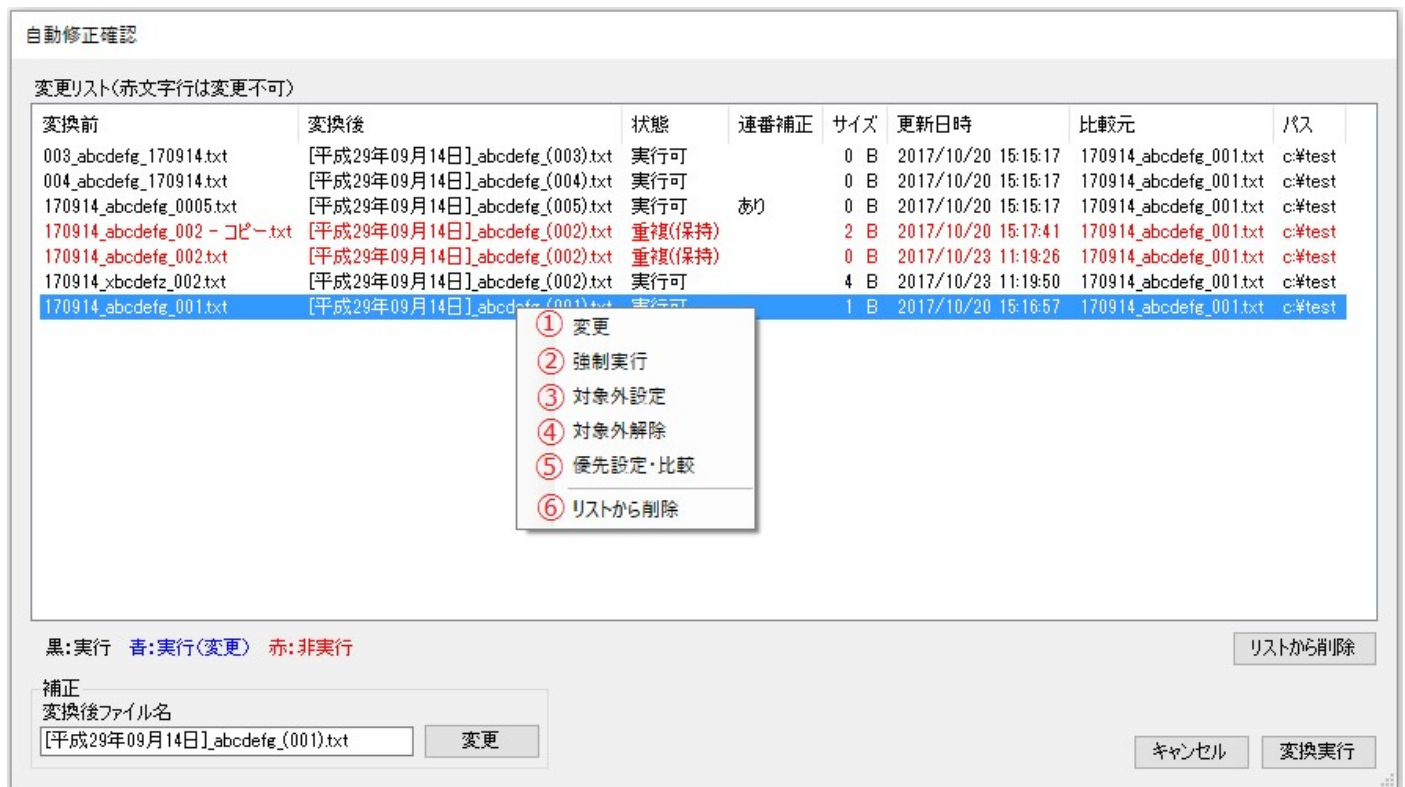 自動修正確認
変更リスト(赤文字行は変更不可)
変換前 変換後 状態 連番補正 サイズ 更新日時 比較元 パス
003_abcdefg_170914.txt [平成29年09月14日]_abcdefg_(003).txt 実行可 0 B 2017/10/20 15:15:17 170914_abcdefg_001.txt c:¥test
004_abcdefg_170914.txt [平成29年09月14日]_abcdefg_(004).txt 実行可 0 B 2017/10/20 15:15:17 170914_abcdefg_001.txt c:¥test
170914_abcdefg_0005.txt [平成29年09月14日]_abcdefg_(005).txt 実行可 あり 0 B 2017/10/20 15:15:17 170914_abcdefg_001.txt c:¥test
170914_abcdefg_002 - コピー.txt [平成29年09月14日]_abcdefg_(002).txt 重複(保持) 2 B 2017/10/20 15:17:41 170914_abcdefg_001.txt c:¥test
170914_abcdefg_002.txt [平成29年09月14日]_abcdefg_(002).txt 重複(保持) 0 B 2017/10/23 11:19:26 170914_abcdefg_001.txt c:¥test
170914_xbcdefz_002.txt [平成29年09月14日]_abcdefg_(002).txt 実行可 4 B 2017/10/23 11:19:50 170914_abcdefg_001.txt c:¥test
170914_abcdefg_001.txt [平成29年09月14日]_abcdefg_(001).txt 実行可 1 B 2017/10/20 15:16:57 170914_abcdefg_001.txt c:¥test
① 変更
② 強制実行
③ 対象外設定
④ 対象外解除
⑤ 優先設定・比較
⑥ リストから削除
黒:実行 青:実行(変更) 赤:非実行
リストから削除
補正
変換後ファイル名
[平成29年09月14日]_abcdefg_(001).txt 変更
キャンセル 変換実行